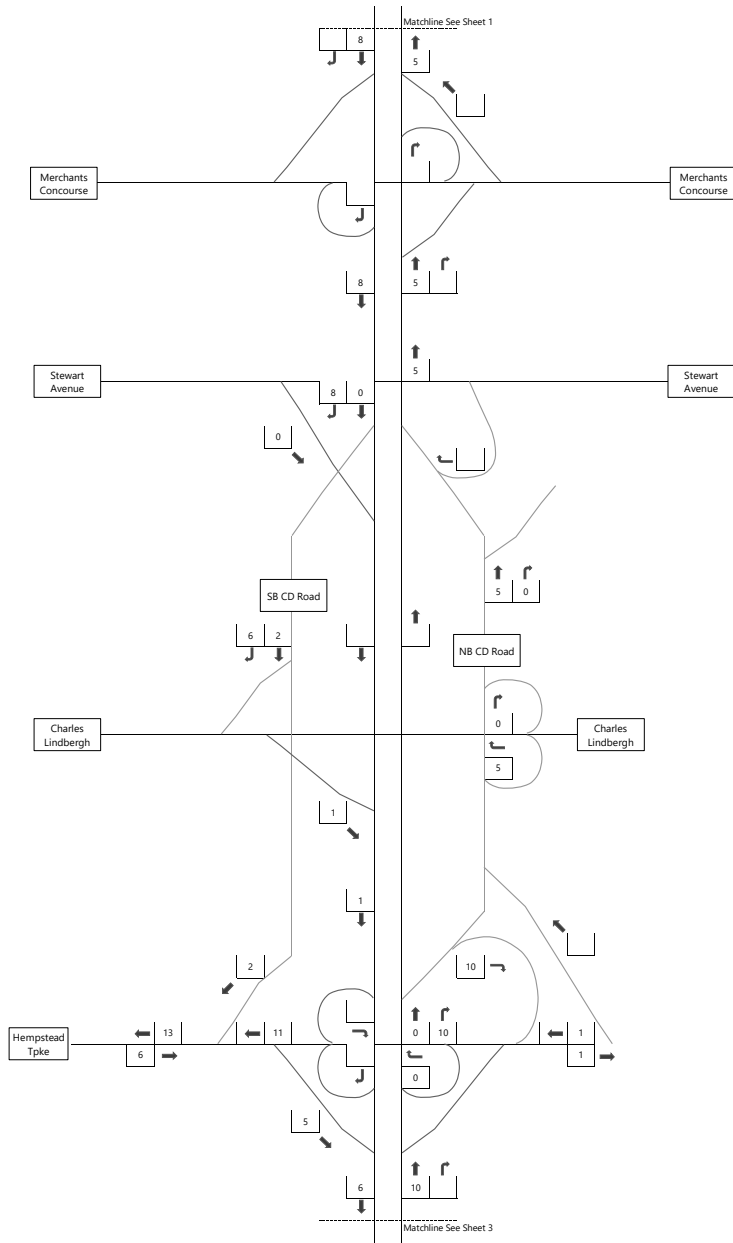 Matchline See Sheet 1
8
5
Merchants
Concourse
Merchants
Concourse
8
5
5
Stewart
Avenue
Stewart
Avenue
8 0
0
5 0
SB CD Road
6 2
NB CD Road
0
Charles
Lindbergh
Charles
Lindbergh
5
1
1
2
10
Hempstead
Tpke
13
11
0 10
1
6
1
0
5
6
10
Matchline See Sheet 3